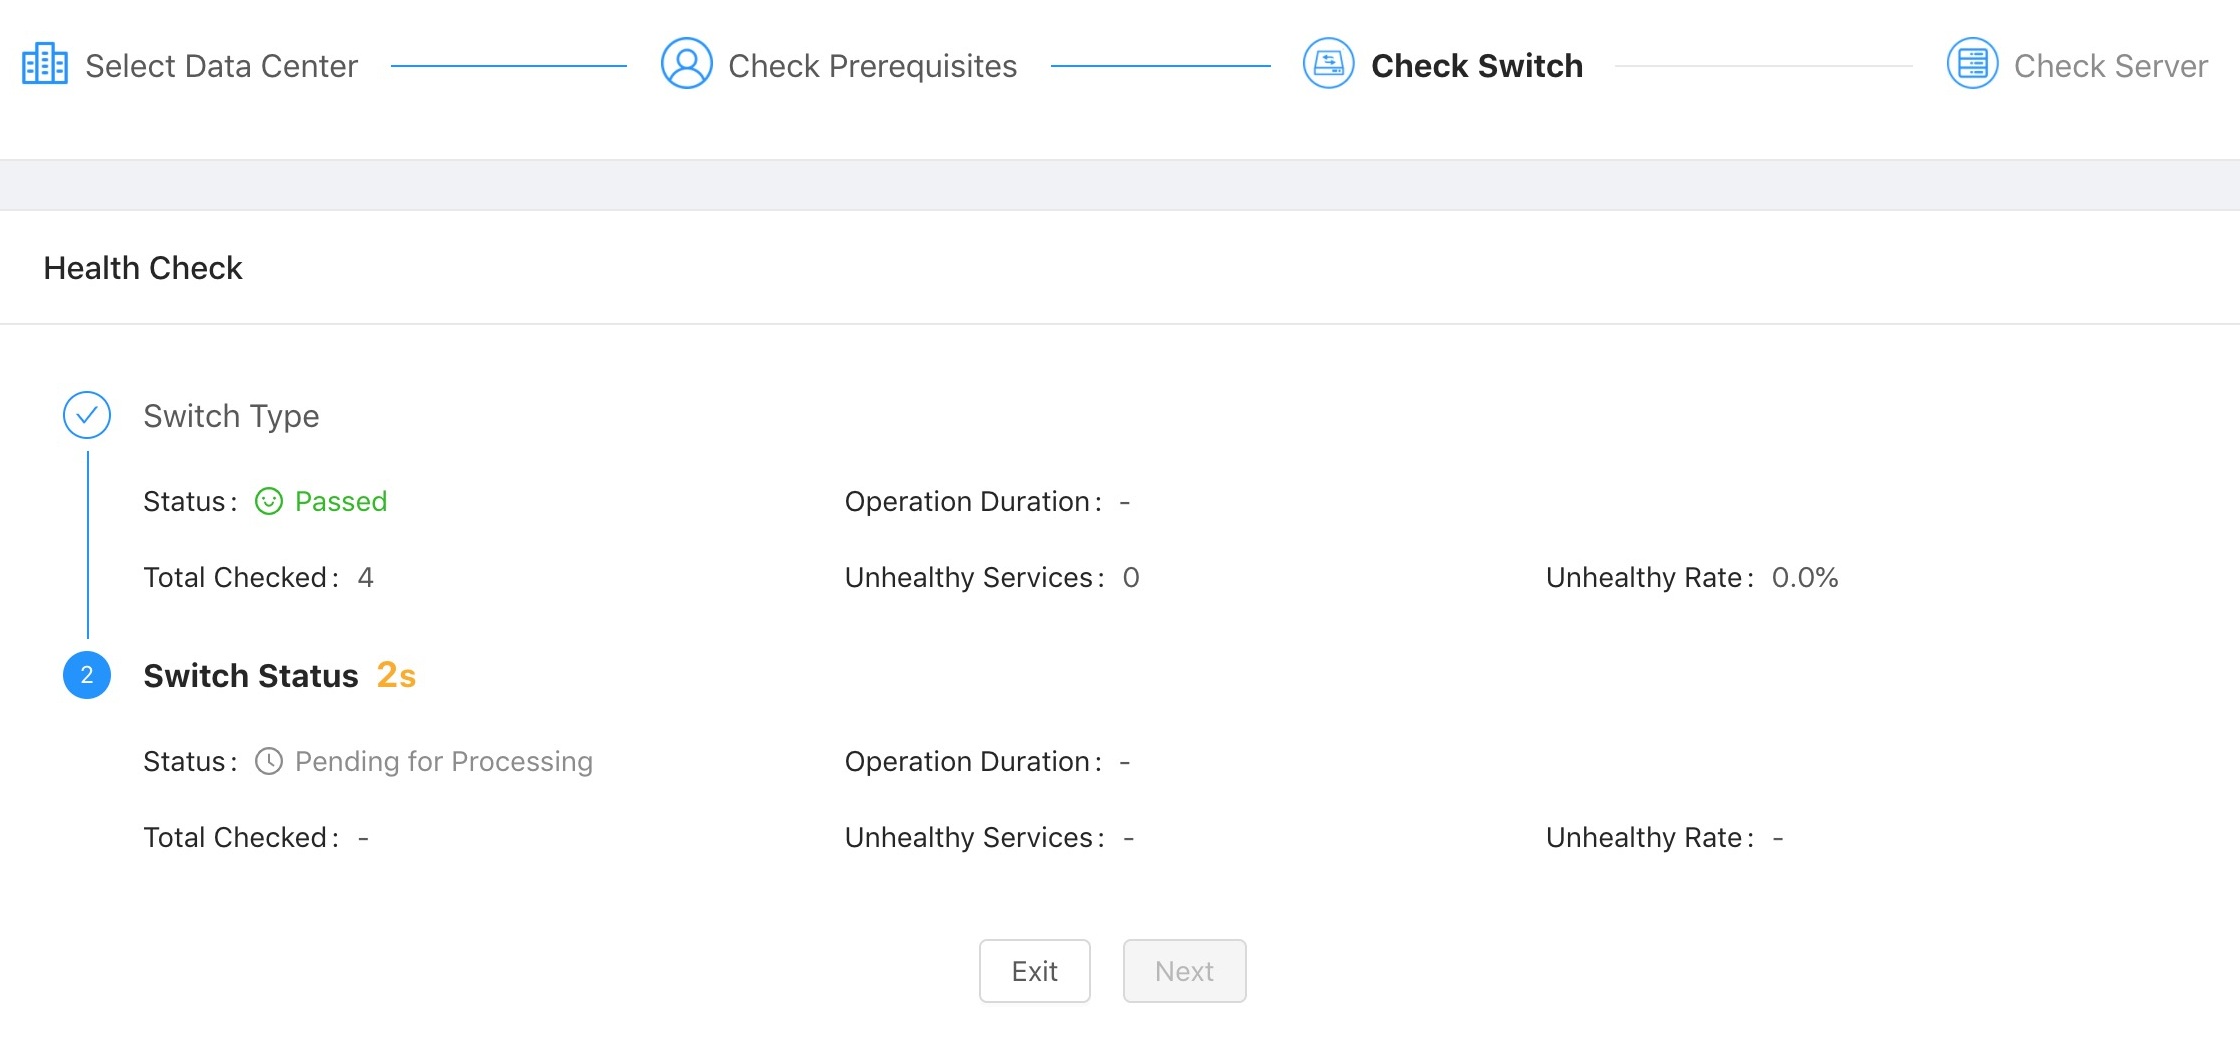 Select Data Center Check Prerequisites Check Switch Check Server
Health Check
Switch Type
Status: Passed Operation Duration: -
Total Checked: 4 Unhealthy Services: 0 Unhealthy Rate: 0.0%
2 Switch Status 2s
Status: Pending for Processing Operation Duration: -
Total Checked: - Unhealthy Services: - Unhealthy Rate: -
Exit Next